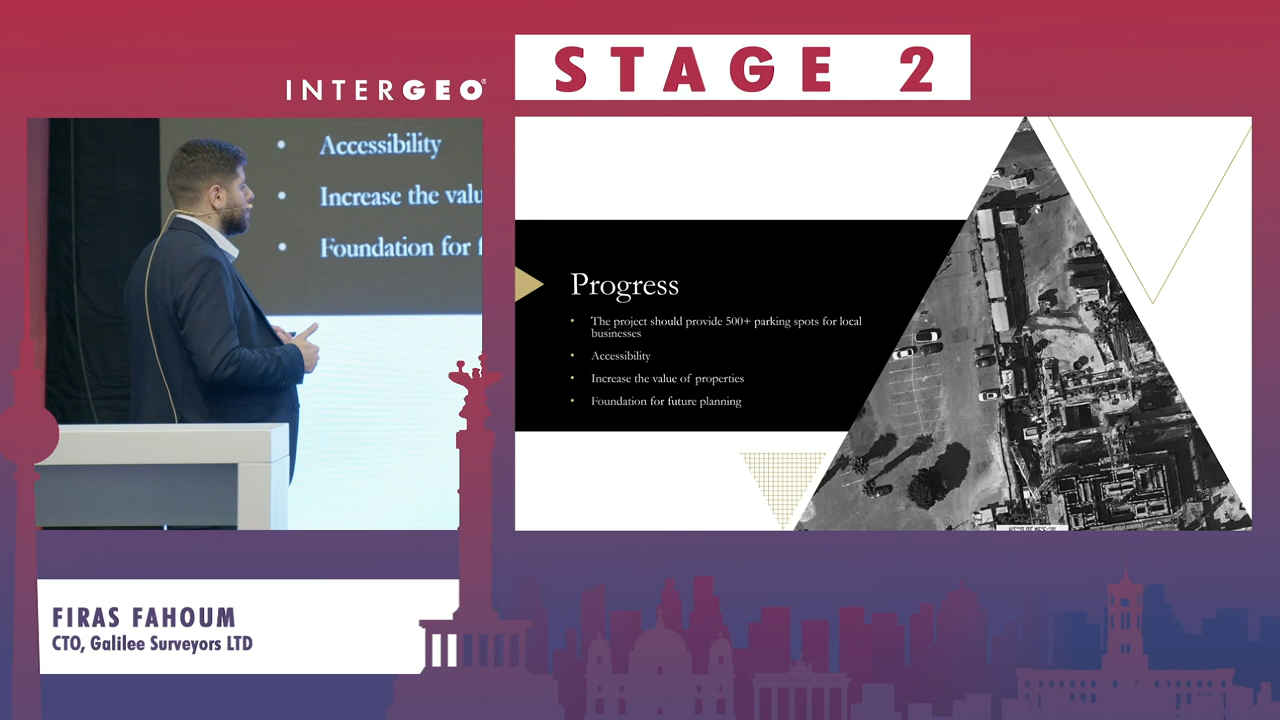 STAGE 2
INTERGEO®
• Accessibility
• Increase the valu
• Foundation for f
Progress
• The project should provide 500+ parking spots for local
businesses
• Accessibility
• Increase the value of properties
• Foundation for future planning
FIRAS FAHOUM
CTO, Galilee Surveyors LTD